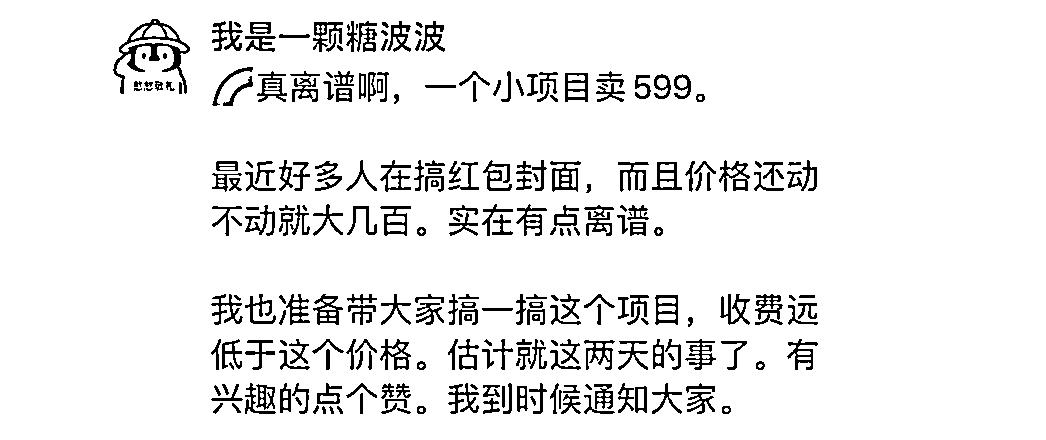 我是一颗糖波波
真离谱啊，一个小项目卖 599。
最近好多人在搞红包封面，而且价格还动
不动就大几百。实在有点离谱。
我也准备带大家搞一搞这个项目，收费远
低于这个价格。估计就这两天的事了。有
兴趣的点个赞。我到时候通知大家。